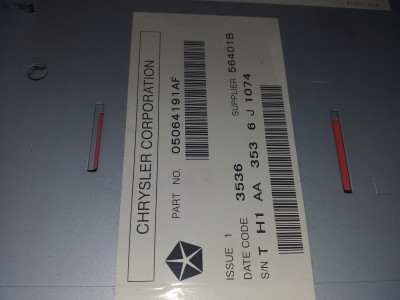 CHRYSLER CORPORATION
PART NO. 05064191AF
ISSUE 1
DATE CODE 3536 SUPPLIER 56401B
S/N T H1 AA 353 6 J 1074